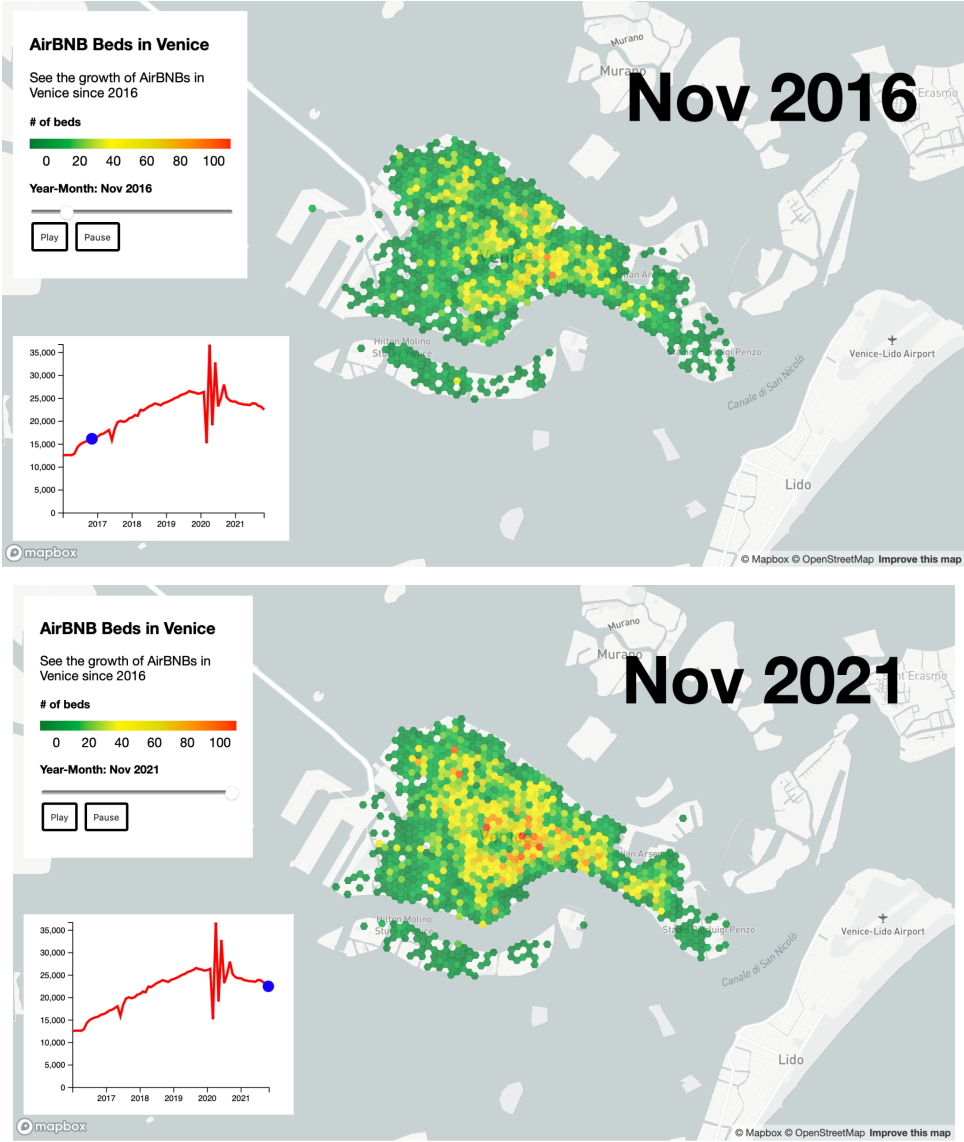 AirBNB Beds in Venice
See the growth of AirBNBs in
Venice since 2016
# of beds
0 20 40 60 80 100
Year-Month: Nov 2016
Play Pause
Nov 2016
Murano
Murano
Erasmo
Venice
Hilton Molino
Venice-Lido Airport
Canale di San Nicolò
Lido
35,000
30,000
25,000
20,000
15,000
10,000
5,000
0
2017 2018 2019 2020 2021
mapbox
© Mapbox © OpenStreetMap Improve this map
AirBNB Beds in Venice
See the growth of AirBNBs in
Venice since 2016
# of beds
0 20 40 60 80 100
Year-Month: Nov 2021
Play Pause
Nov 2021
Murano
Murano
Erasmo
Venice
Hilton Molino
Venice-Lido Airport
Canale di San Nicolò
Lido
35,000
30,000
25,000
20,000
15,000
10,000
5,000
0
2017 2018 2019 2020 2021
mapbox
© Mapbox © OpenStreetMap Improve this map